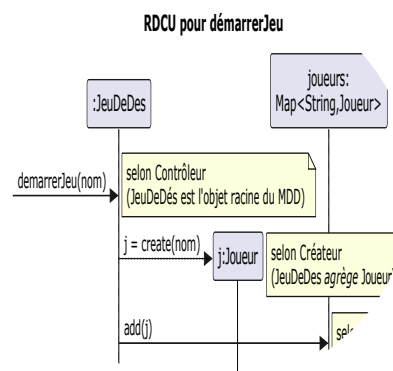 RDCU pour démarrerJeu
joueurs:
Map<String,Joueur>
:JeuDeDes
demarrerJeu(nom)
selon Contrôleur
(JeuDeDés est l'objet racine du MDD)
j = create(nom)
j:Joueur
selon Créateur
(JeuDeDes agrège Joueur
add(j)